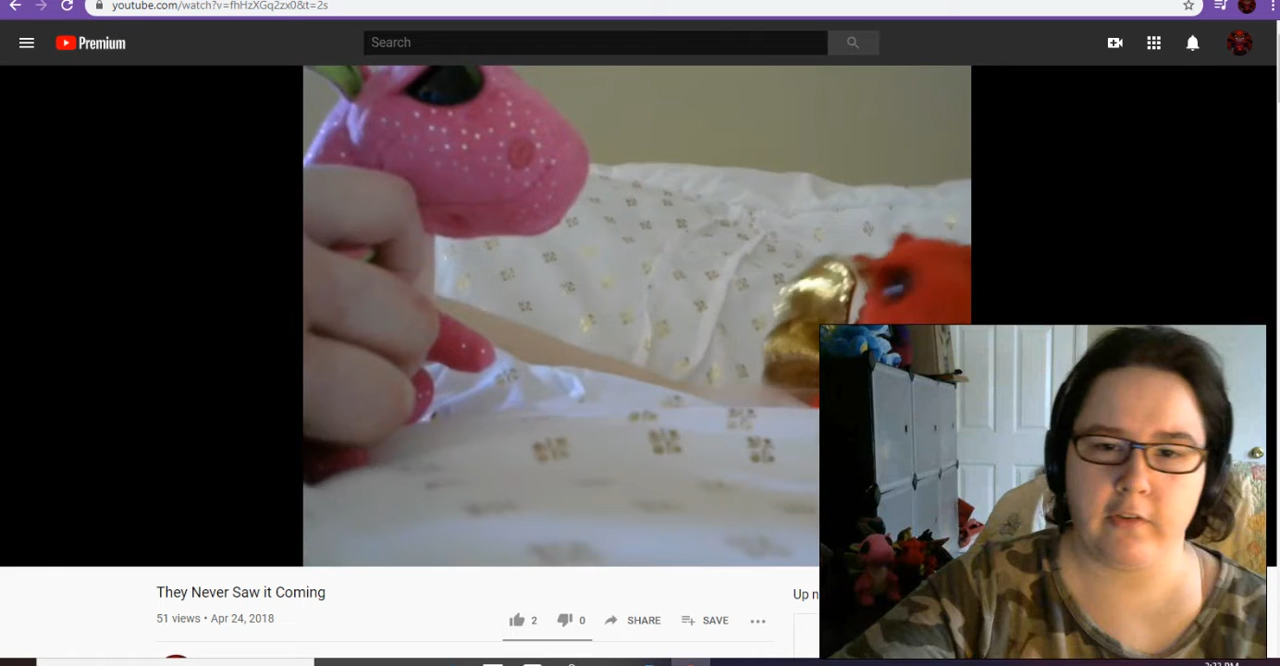 youtube.com/watch?v=fhHzXGq2zx0&t=2s
Premium
Search
They Never Saw it Coming
51 views • Apr 24, 2018
2
0
SHARE
SAVE
Up n